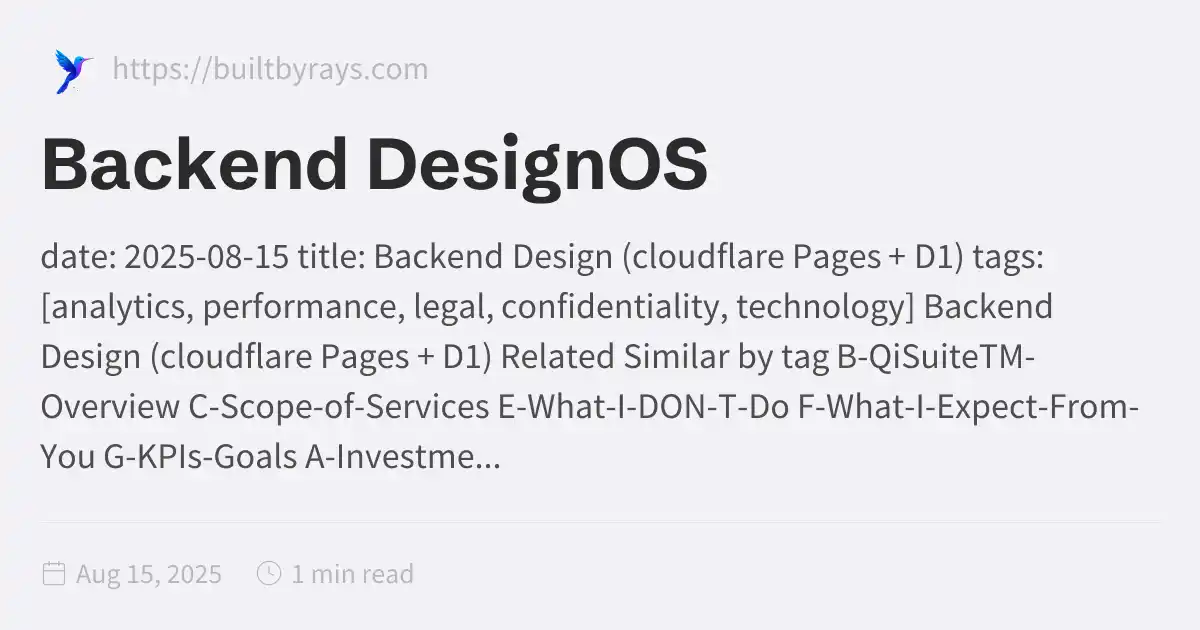 https://builtbyrays.com
Backend DesignOS
date: 2025-08-15 title: Backend Design (cloudflare Pages + D1) tags:
[analytics, performance, legal, confidentiality, technology] Backend
Design (cloudflare Pages + D1) Related Similar by tag B-QiSuiteTM-
Overview C-Scope-of-Services E-What-I-DON-T-Do F-What-I-Expect-From-
You G-KPIs-Goals A-Investme...
Aug 15, 2025 1 min read